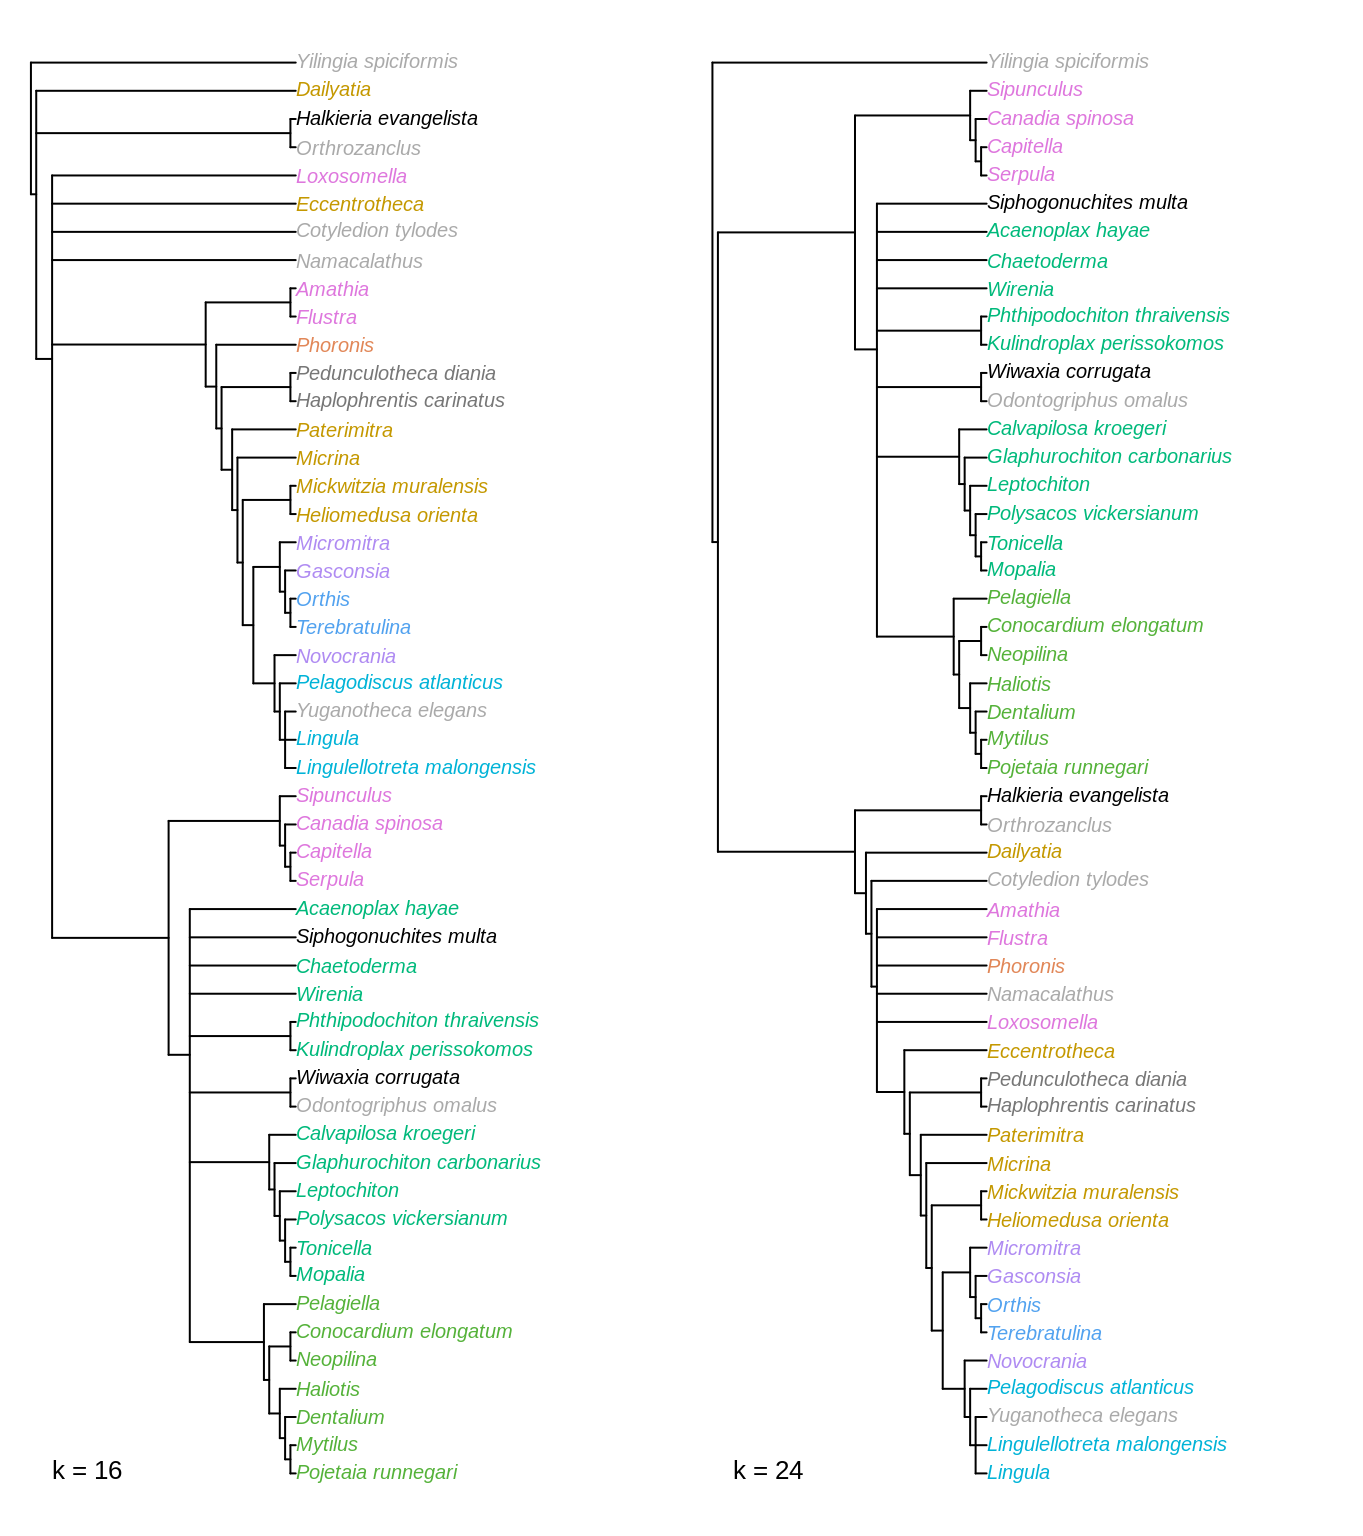 Yilingia spiciformis
Dailyatia
Halkieria evangelista
Orthrozanclus
Loxosomella
Eccentrotheca
Cotyledion tylodes
Namacalathus
Amathia
Flustra
Phoronis
Pedunculotheca diania
Haplophrentis carinatus
Paterimitra
Micrina
Mickwitzia muralensis
Heliomedusa orienta
Micromitra
Gasconsia
Orthis
Terebratulina
Novocrania
Pelagodiscus atlanticus
Yuganotheca elegans
Lingula
Lingulellotreta malongensis
Sipunculus
Canadia spinosa
Capitella
Serpula
Acaenoplax hayae
Siphogonuchites multa
Chaetoderma
Wirenia
Phthipodochiton thraivensis
Kulindroplax perissokomos
Wiwaxia corrugata
Odontogriphus omalus
Calvapilosa kroegeri
Glaphurochiton carbonarius
Leptochiton
Polysacos vickersianum
Tonicella
Mopalia
Pelagiella
Conocardium elongatum
Neopilina
Haliotis
Dentalium
Mytilus
Pojetaia runnegari
k = 16
Yilingia spiciformis
Sipunculus
Canadia spinosa
Capitella
Serpula
Siphogonuchites multa
Acaenoplax hayae
Chaetoderma
Wirenia
Phthipodochiton thraivensis
Kulindroplax perissokomos
Wiwaxia corrugata
Odontogriphus omalus
Calvapilosa kroegeri
Glaphurochiton carbonarius
Leptochiton
Polysacos vickersianum
Tonicella
Mopalia
Pelagiella
Conocardium elongatum
Neopilina
Haliotis
Dentalium
Mytilus
Pojetaia runnegari
Halkieria evangelista
Orthrozanclus
Dailyatia
Cotyledion tylodes
Amathia
Flustra
Phoronis
Namacalathus
Loxosomella
Eccentrotheca
Pedunculotheca diania
Haplophrentis carinatus
Paterimitra
Micrina
Mickwitzia muralensis
Heliomedusa orienta
Micromitra
Gasconsia
Orthis
Terebratulina
Novocrania
Pelagodiscus atlanticus
Yuganotheca elegans
Lingulellotreta malongensis
Lingula
k = 24